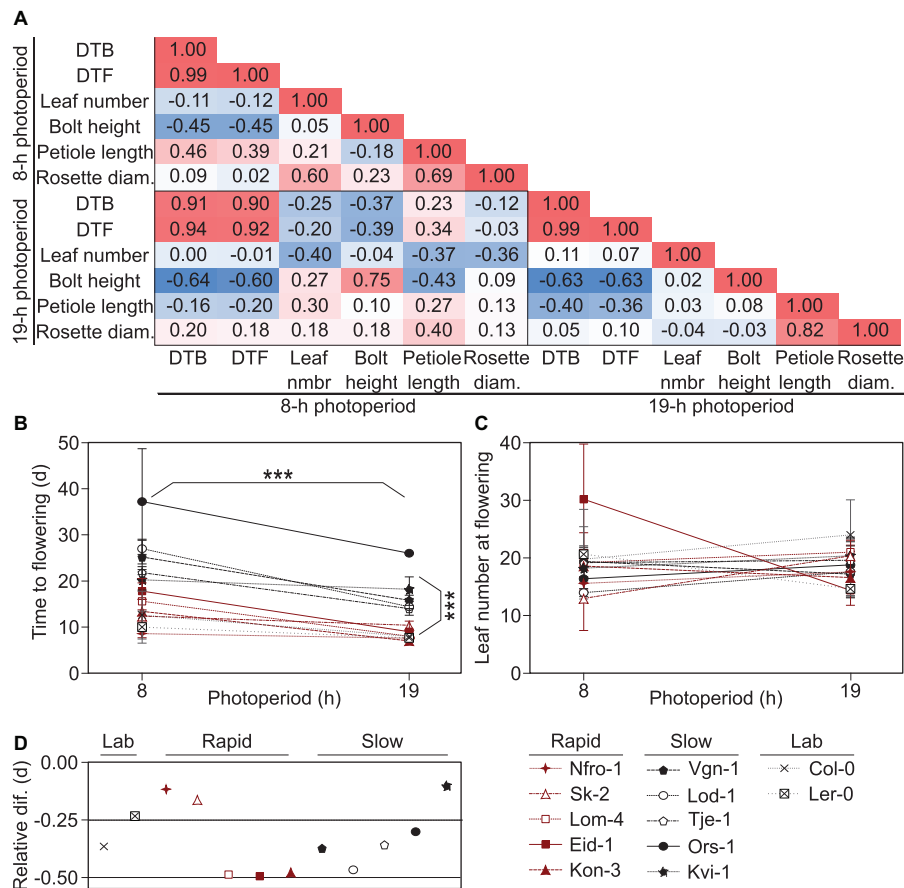 A
8-h photoperiod
DTB 1.00
DTF 0.99 1.00
Leaf number -0.11 -0.12 1.00
Bolt height -0.45 -0.45 0.05 1.00
Petiole length 0.46 0.39 0.21 -0.18 1.00
Rosette diam. 0.09 0.02 0.60 0.23 0.69 1.00
19-h photoperiod
DTB 0.91 0.90 -0.25 -0.37 0.23 -0.12 1.00
DTF 0.94 0.92 -0.20 -0.39 0.34 -0.03 0.99 1.00
Leaf number 0.00 -0.01 -0.40 -0.04 -0.37 -0.36 0.11 0.07 1.00
Bolt height -0.64 -0.60 0.27 0.75 -0.43 0.09 -0.63 -0.63 0.02 1.00
Petiole length -0.16 -0.20 0.30 0.10 0.27 0.13 -0.40 -0.36 0.03 0.08 1.00
Rosette diam. 0.20 0.18 0.18 0.18 0.40 0.13 0.05 0.10 -0.04 -0.03 0.82 1.00
DTB DTF Leaf Bolt Petiole Rosette DTB DTF Leaf Bolt Petiole Rosette
nmbr height length diam. nmbr height length diam.
8-h photoperiod 19-h photoperiod
B
Time to flowering (d)
50
40
30
20
10
0
***
***
8 19
Photoperiod (h)
C
Leaf number at flowering
40
30
20
10
0
8 19
Photoperiod (h)
D
Relative dif. (d)
Lab Rapid Slow
0.00
-0.25
-0.50
Rapid Slow Lab
Nfro-1 Vgn-1 Col-0
Sk-2 Lod-1 Ler-0
Lom-4 Tje-1
Eid-1 Ors-1
Kon-3 Kvi-1